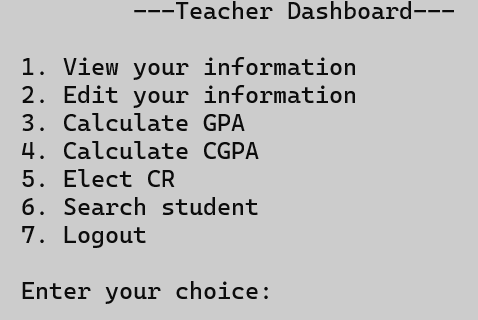 ---Teacher Dashboard---
1. View your information
2. Edit your information
3. Calculate GPA
4. Calculate CGPA
5. Elect CR
6. Search student
7. Logout
Enter your choice: